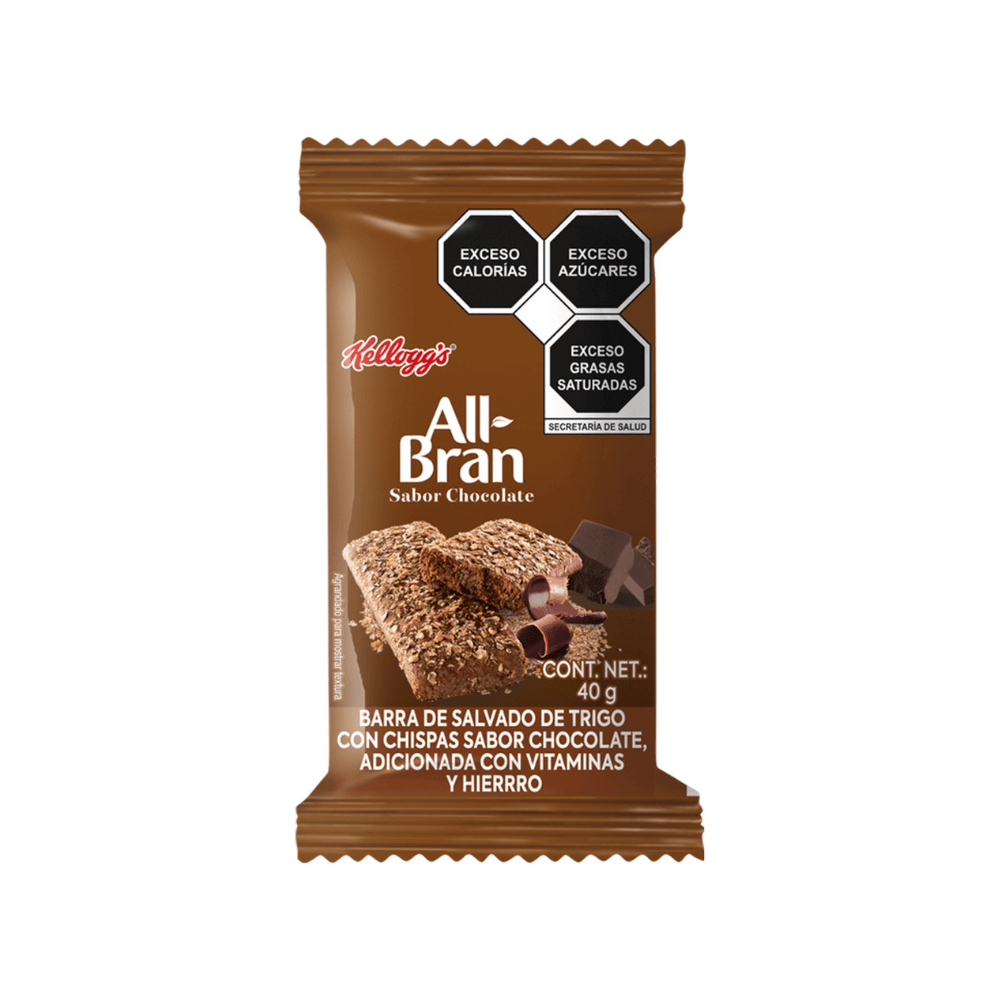 EXCESO
CALORÍAS
EXCESO
AZÚCARES
EXCESO
GRASAS
SATURADAS
SECRETARÍA DE SALUD
Kellogg's®
All-
Bran
Sabor Chocolate
Agrandado para mostrar textura
CONT. NET.:
40 g
BARRA DE SALVADO DE TRIGO
CON CHISPAS SABOR CHOCOLATE,
ADICIONADA CON VITAMINAS
Y HIERRRO